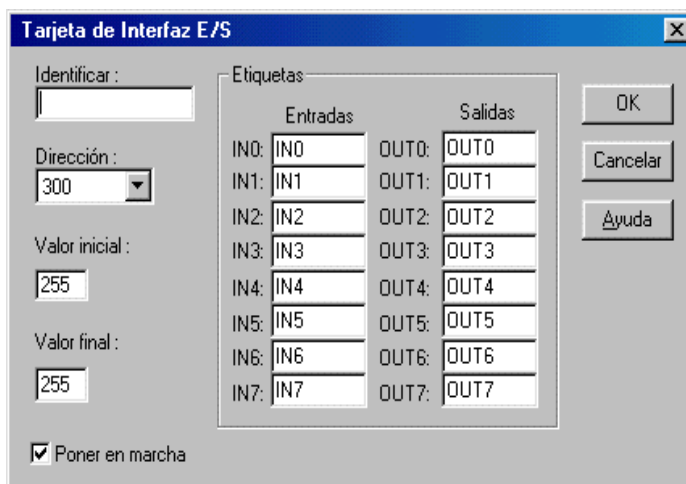 Tarjeta de Interfaz E/S
Identificar :
Dirección :
300
Valor inicial :
255
Valor final :
255
Poner en marcha
Etiquetas
Entradas Salidas
IN0: IN0 OUT0: OUT0
IN1: IN1 OUT1: OUT1
IN2: IN2 OUT2: OUT2
IN3: IN3 OUT3: OUT3
IN4: IN4 OUT4: OUT4
IN5: IN5 OUT5: OUT5
IN6: IN6 OUT6: OUT6
IN7: IN7 OUT7: OUT7
OK
Cancelar
Ayuda